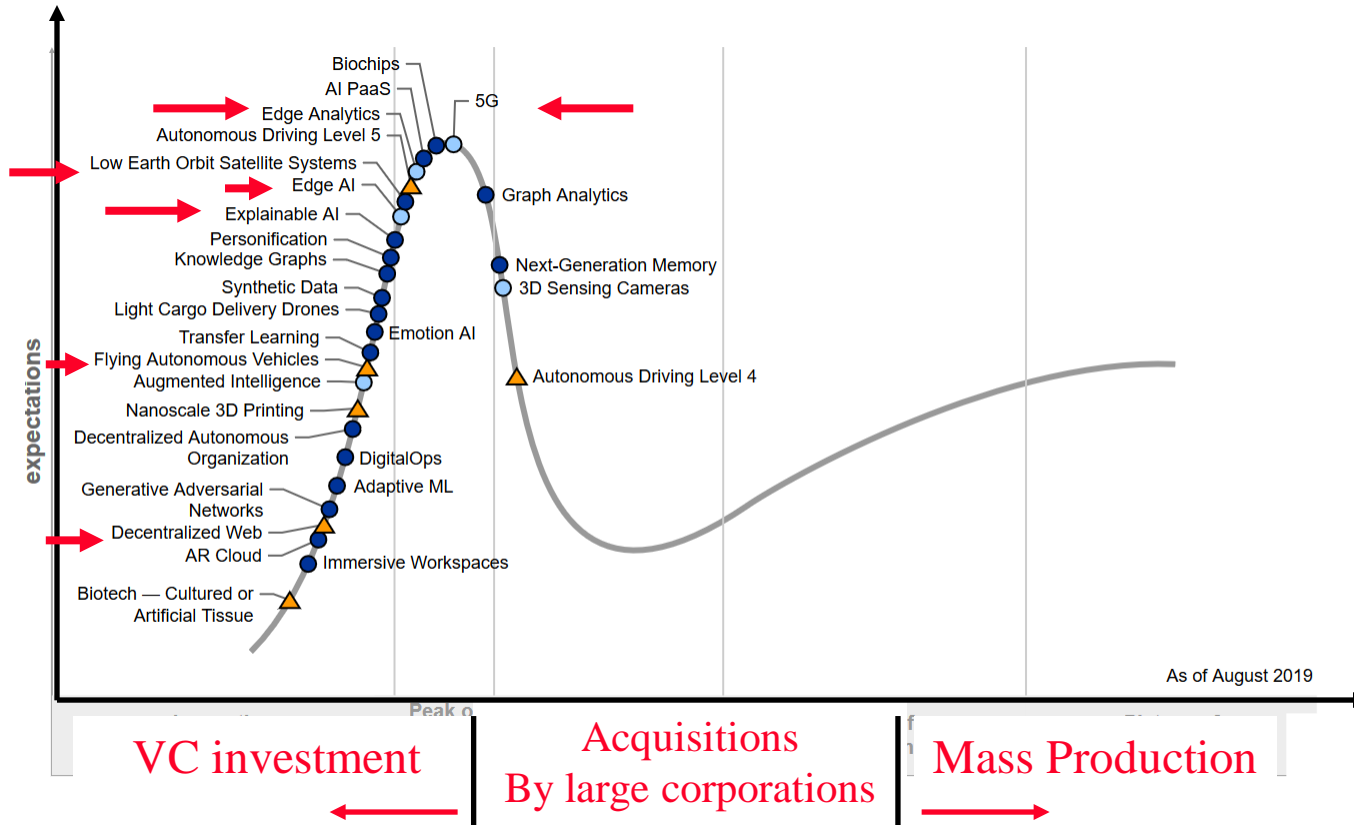 Biochips
AI PaaS
5G
Edge Analytics
Autonomous Driving Level 5
Low Earth Orbit Satellite Systems
Edge AI
Graph Analytics
Explainable AI
Personification
Knowledge Graphs
Next-Generation Memory
Synthetic Data
3D Sensing Cameras
Light Cargo Delivery Drones
Emotion AI
Transfer Learning
Flying Autonomous Vehicles
Autonomous Driving Level 4
Augmented Intelligence
expectations
Nanoscale 3D Printing
Decentralized Autonomous
Organization
DigitalOps
Adaptive ML
Generative Adversarial
Networks
Decentralized Web
AR Cloud
Immersive Workspaces
Biotech — Cultured or
Artificial Tissue
As of August 2019
Peak o
VC investment
Acquisitions
By large corporations
Mass Production